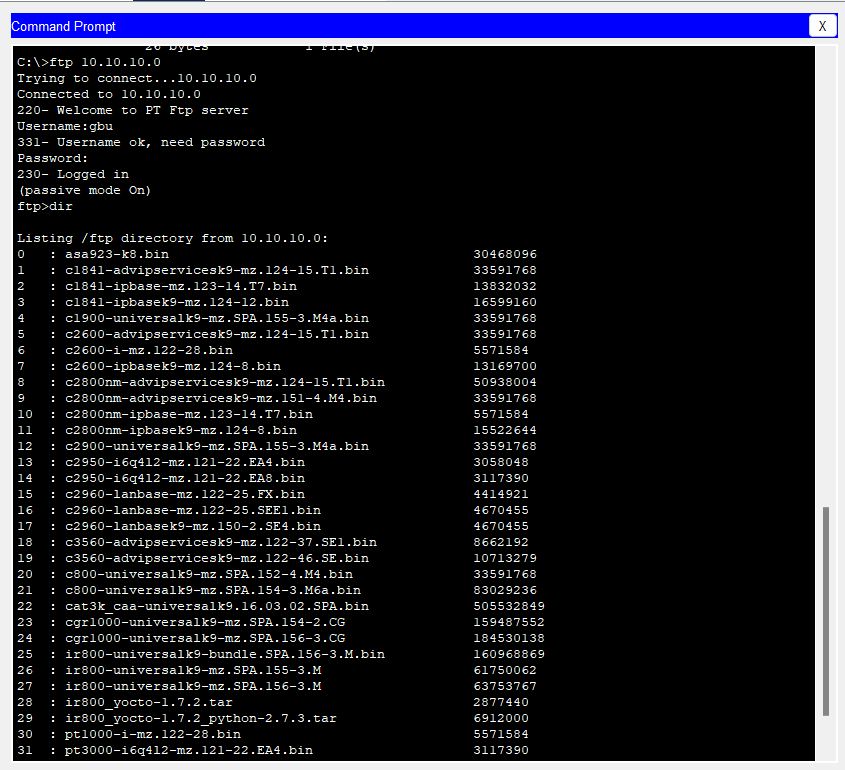 Command Prompt
X
26 bytes 1 File(s)
C:\>ftp 10.10.10.0
Trying to connect...10.10.10.0
Connected to 10.10.10.0
220- Welcome to PT Ftp server
Username:gbu
331- Username ok, need password
Password:
230- Logged in
(passive mode On)
ftp>dir
Listing /ftp directory from 10.10.10.0:
0 : asa923-k8.bin 30468096
1 : c1841-advipservicesk9-mz.124-15.T1.bin 33591768
2 : c1841-ipbase-mz.123-14.T7.bin 13832032
3 : c1841-ipbasek9-mz.124-12.bin 16599160
4 : c1900-universalk9-mz.SPA.155-3.M4a.bin 33591768
5 : c2600-advipservicesk9-mz.124-15.T1.bin 33591768
6 : c2600-i-mz.122-28.bin 5571584
7 : c2600-ipbasek9-mz.124-8.bin 13169700
8 : c2800nm-advipservicesk9-mz.124-15.T1.bin 50938004
9 : c2800nm-advipservicesk9-mz.151-4.M4.bin 33591768
10 : c2800nm-ipbase-mz.123-14.T7.bin 5571584
11 : c2800nm-ipbasek9-mz.124-8.bin 15522644
12 : c2900-universalk9-mz.SPA.155-3.M4a.bin 33591768
13 : c2950-i6q4l2-mz.121-22.EA4.bin 3058048
14 : c2950-i6q4l2-mz.121-22.EA8.bin 3117390
15 : c2960-lanbase-mz.122-25.FX.bin 4414921
16 : c2960-lanbase-mz.122-25.SEE1.bin 4670455
17 : c2960-lanbasek9-mz.150-2.SE4.bin 4670455
18 : c3560-advipservicesk9-mz.122-37.SE1.bin 8662192
19 : c3560-advipservicesk9-mz.122-46.SE.bin 10713279
20 : c800-universalk9-mz.SPA.152-4.M4.bin 33591768
21 : c800-universalk9-mz.SPA.154-3.M6a.bin 83029236
22 : cat3k_caa-universalk9.16.03.02.SPA.bin 505532849
23 : cgr1000-universalk9-mz.SPA.154-2.CG 159487552
24 : cgr1000-universalk9-mz.SPA.156-3.CG 184530138
25 : ir800-universalk9-bundle.SPA.156-3.M.bin 160968869
26 : ir800-universalk9-mz.SPA.155-3.M 61750062
27 : ir800-universalk9-mz.SPA.156-3.M 63753767
28 : ir800_yocto-1.7.2.tar 2877440
29 : ir800_yocto-1.7.2_python-2.7.3.tar 6912000
30 : pt1000-i-mz.122-28.bin 5571584
31 : pt3000-i6q4l2-mz.121-22.EA4.bin 3117390